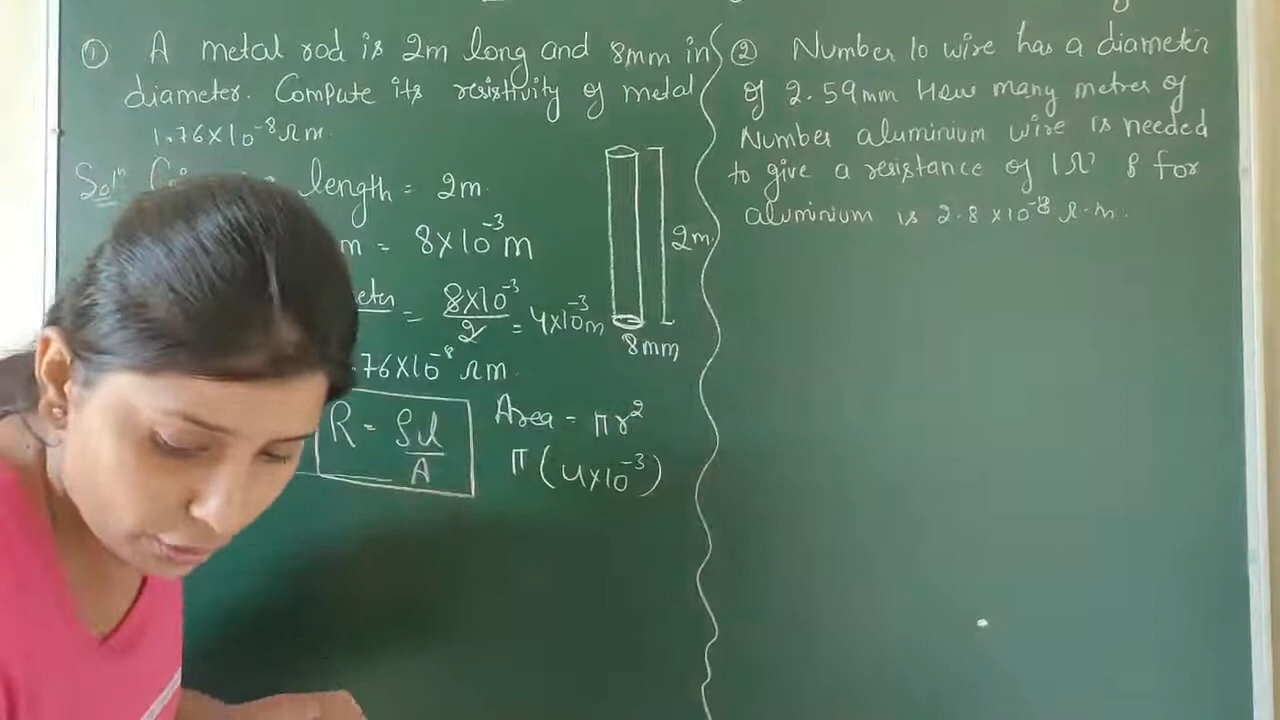 ① A metal rod is 2m long and 8mm in
diameter. Compute its resistivity of metal
1.76×10⁻⁸ Ωm
Solⁿ length = 2m.
m = 8×10⁻³m
= 8×10⁻³/2 = 4×10⁻³m
.76×10⁻⁸ Ωm.
R = ρl/A
Area = πr²
π(4×10⁻³)
2m
8mm
② Number 10 wire has a diameter
of 2.59mm How many metres of
Number aluminium wire is needed
to give a resistance of 1Ω? ρ for
aluminium is 2.8×10⁻⁸ Ω-m.